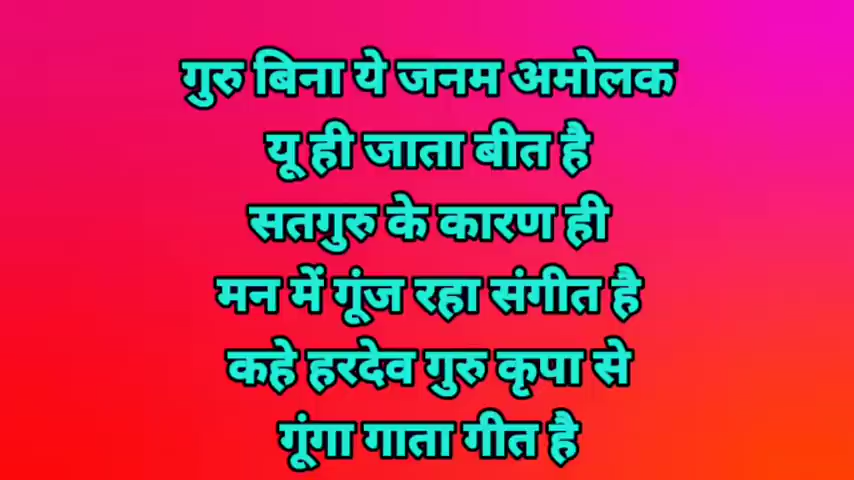 गुरु बिना ये जनम अमोलक
यू ही जाता बीत है
सतगुरु के कारण ही
मन में गूंज रहा संगीत है
कहे हरदेव गुरु कृपा से
गूंगा गाता गीत है